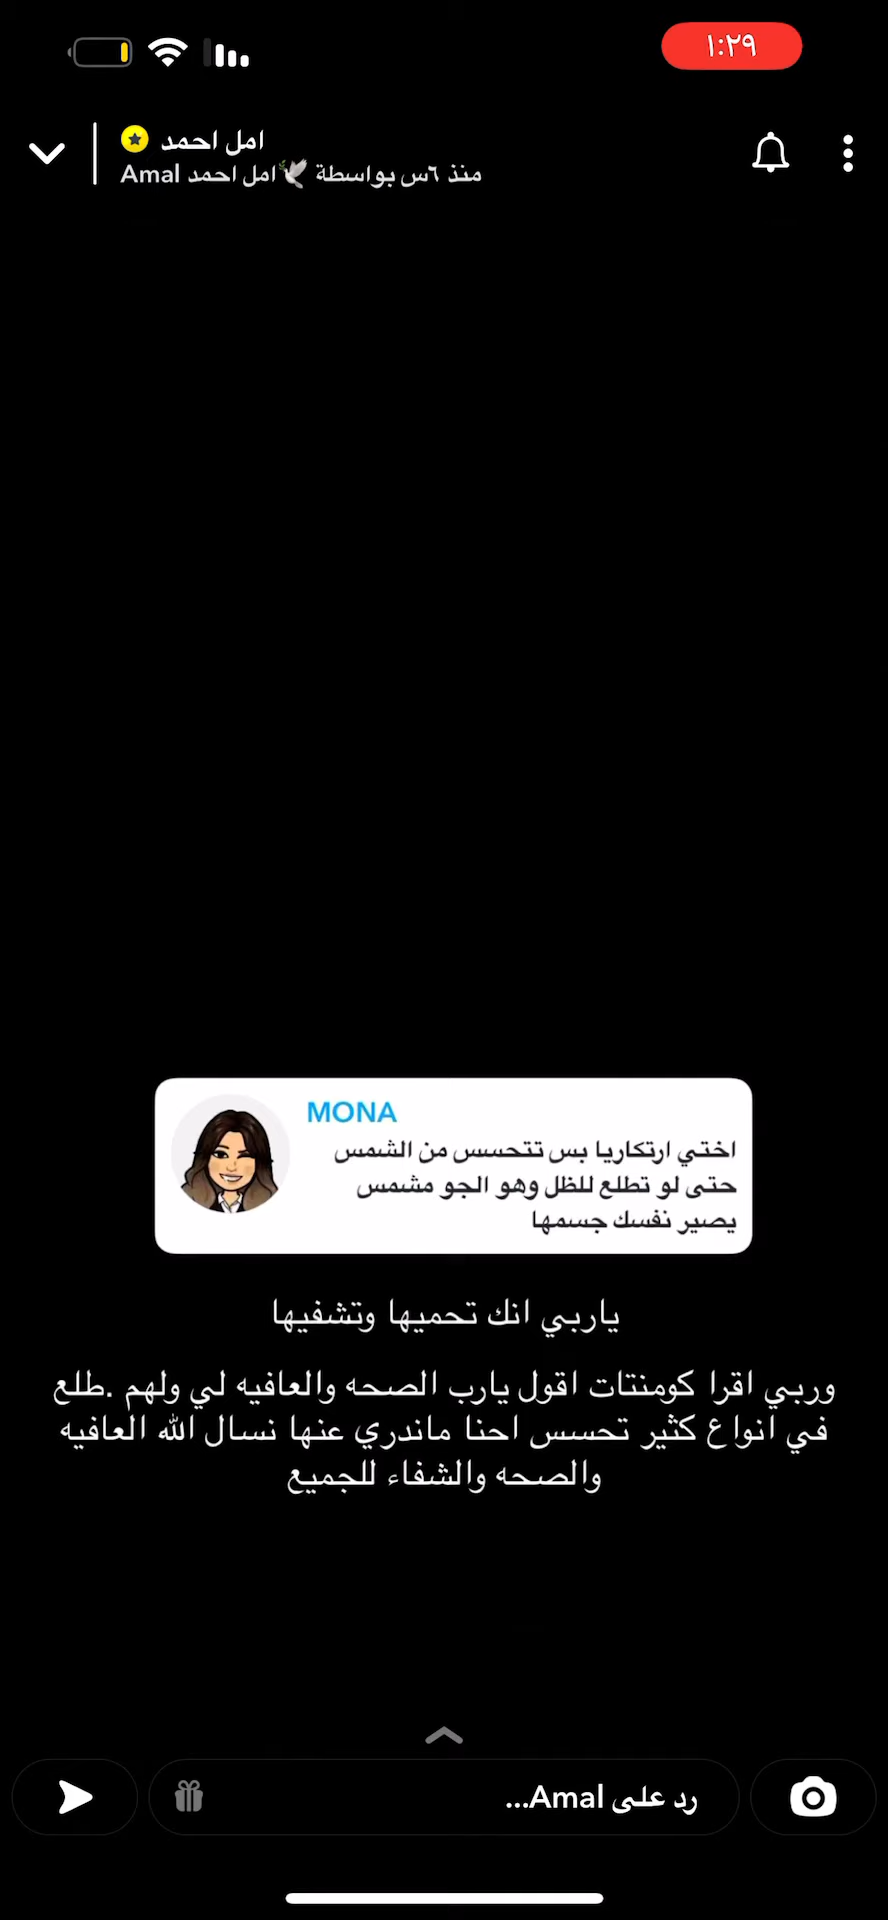 ١:٢٩
امل احمد
منذ ٦س بواسطة 🕊️امل احمد Amal
MONA
اختي ارتكاريا بس تتحسس من الشمس
حتى لو تطلع للظل وهو الجو مشمس
يصير نفسك جسمها
ياربي انك تحميها وتشفيها
وربي اقرا كومنتات اقول يارب الصحه والعافيه لي ولهم .طلع
في انواع كثير تحسس احنا ماندري عنها نسال الله العافيه
والصحه والشفاء للجميع
رد على Amal...